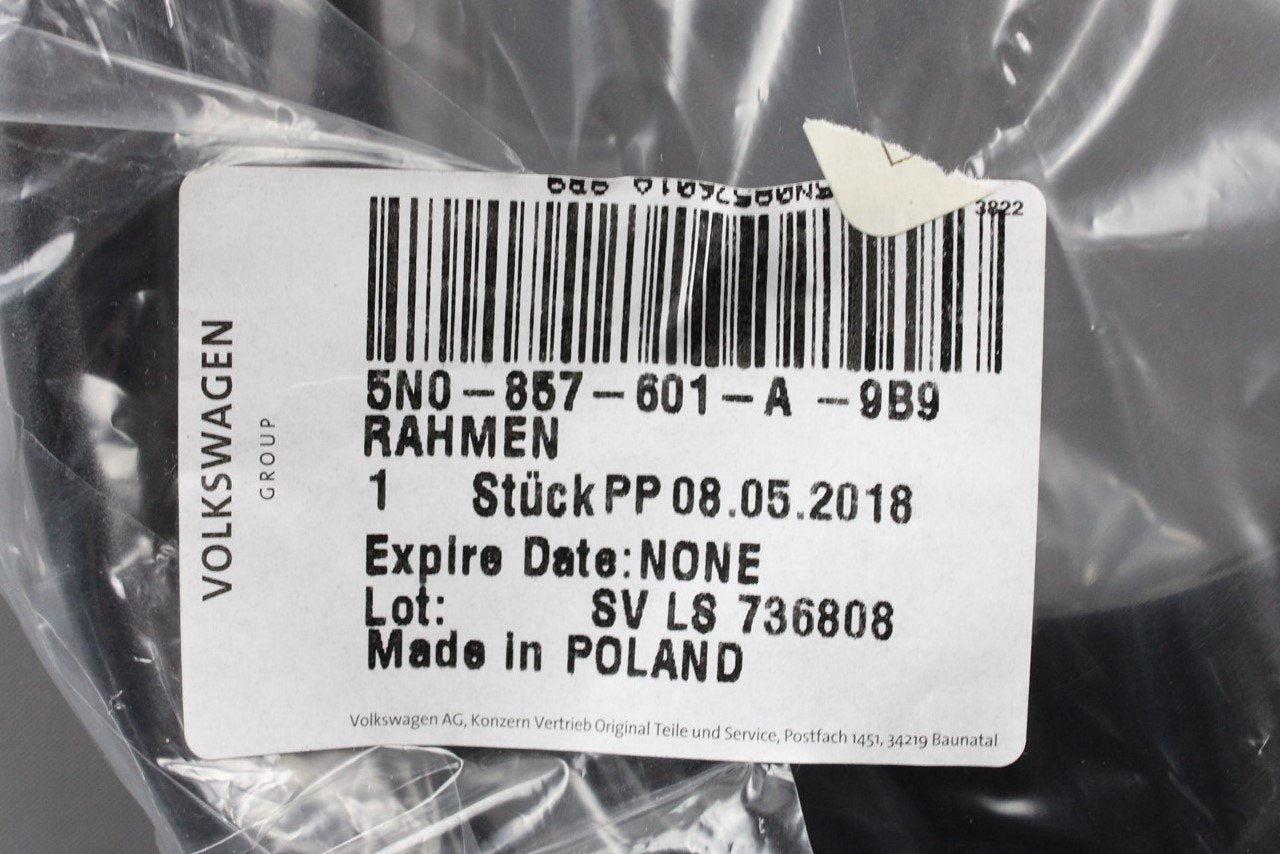 3822
5N0-857-601-A -9B9
RAHMEN
1 Stück PP 08.05.2018
Expire Date: NONE
Lot: SV LS 736808
Made in POLAND
Volkswagen AG, Konzern Vertrieb Original Teile und Service, Postfach 1451, 34219 Baunatal
VOLKSWAGEN
GROUP